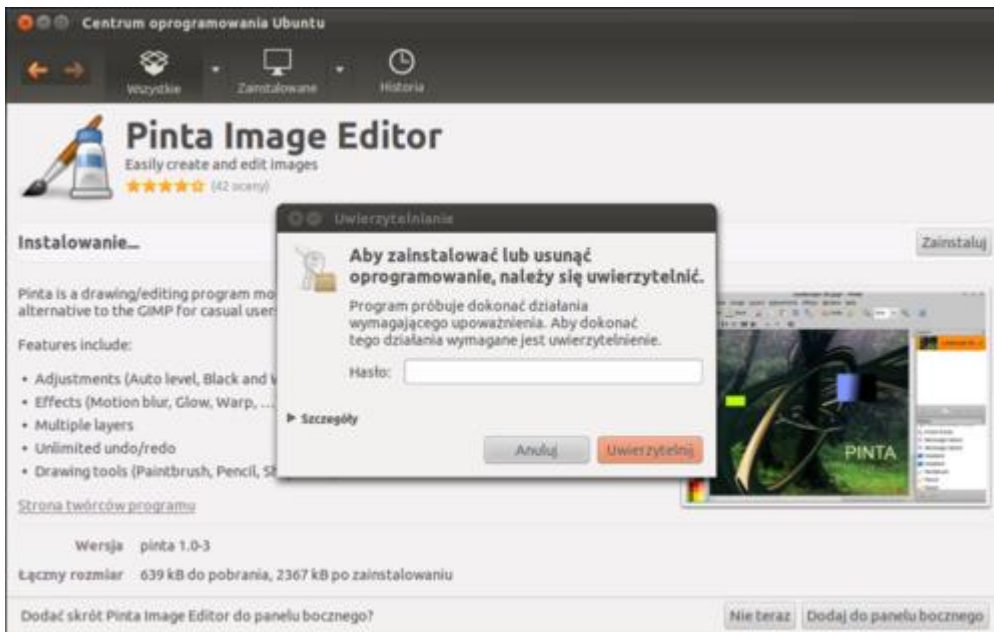 Centrum oprogramowania Ubuntu
Wszystkie
Zainstalowane
Historia
Pinta Image Editor
Easily create and edit images
(42 oceny)
Instalowanie...
Zainstaluj
Pinta is a drawing/editing program mo
alternative to the GIMP for casual user
Features include:
• Adjustments (Auto level, Black and W
• Effects (Motion blur, Glow, Warp, ...
• Multiple layers
• Unlimited undo/redo
• Drawing tools (Paintbrush, Pencil, Sh
Strona twórców programu
Uwierzytelnianie
Aby zainstalować lub usunąć
oprogramowanie, należy się uwierzytelnić.
Program próbuje dokonać działania
wymagającego upoważnienia. Aby dokonać
tego działania wymagane jest uwierzytelnienie.
Hasło:
Szczegóły
Anuluj
Uwierzytelnij
PINTA
Wersja pinta 1.0-3
Łączny rozmiar 639 kB do pobrania, 2367 kB po zainstalowaniu
Dodać skrót Pinta Image Editor do panelu bocznego?
Nie teraz
Dodaj do panelu bocznego